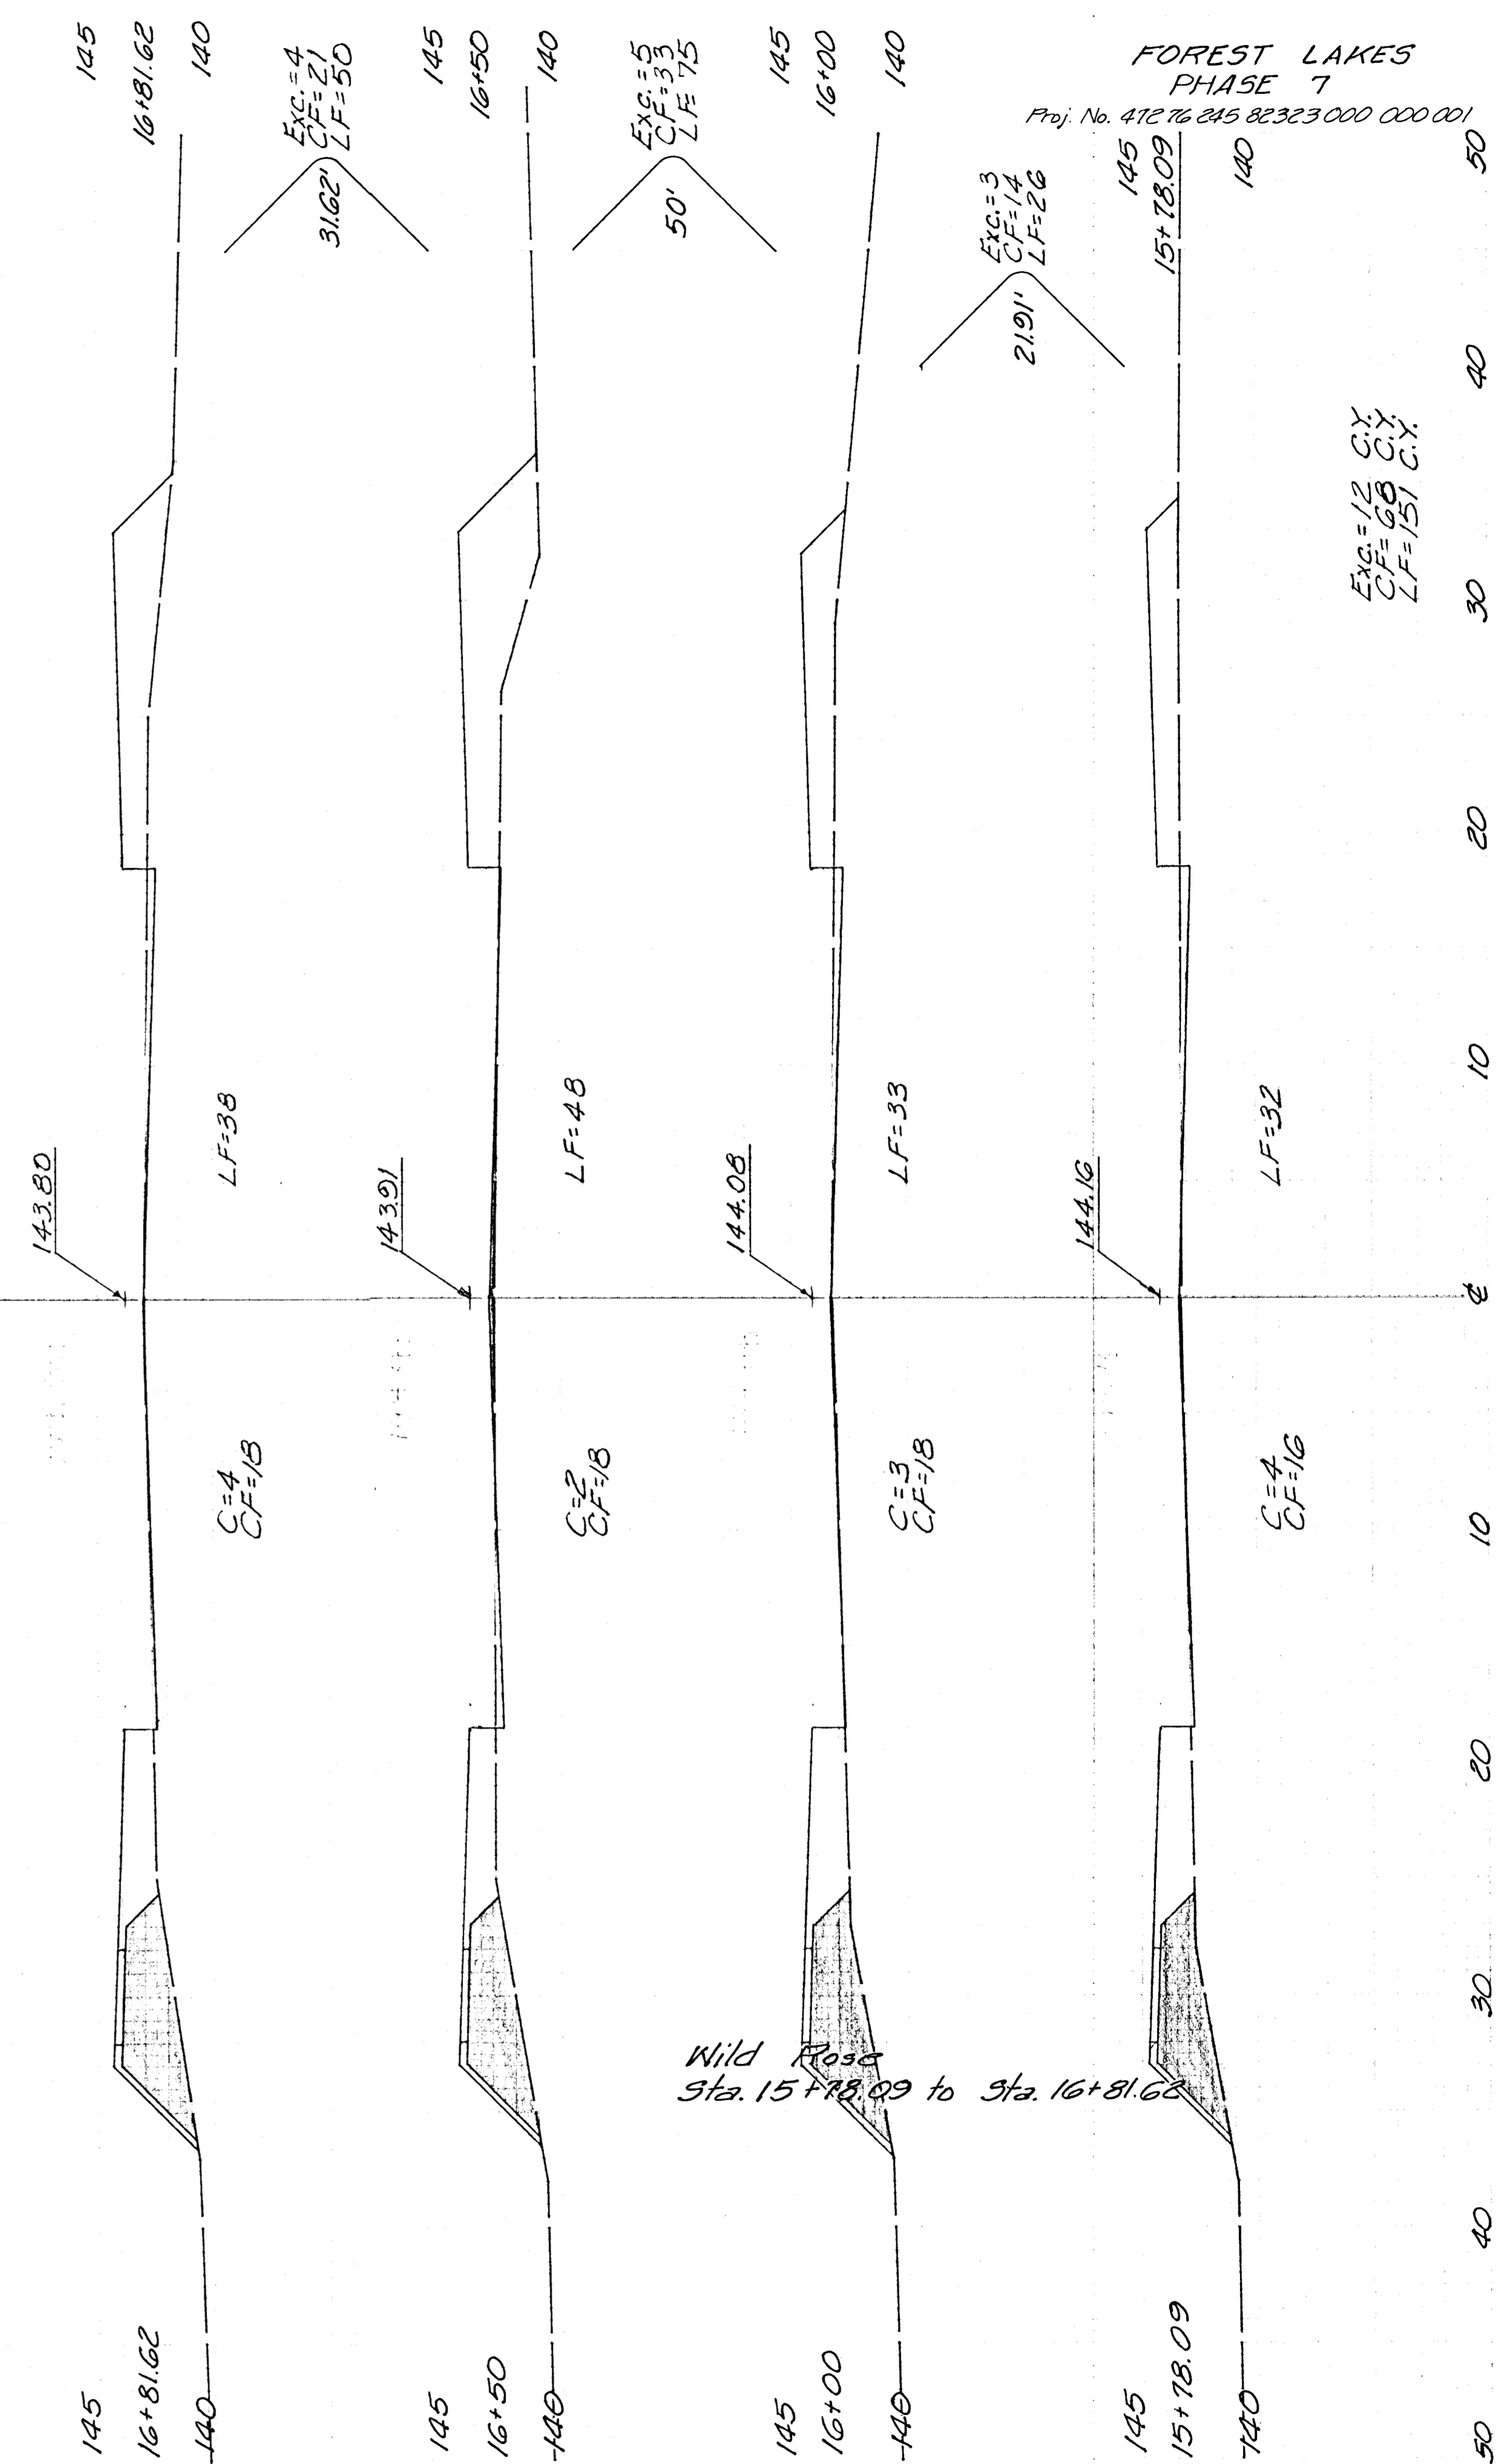 FOREST LAKES
PHASE 7
Proj. No. 472 76 245 82323 000 000 001
145
16+81.62
140
Exc.=4
CF=21
LF=50
31.62'
145
16+50
140
Exc.=5
CF=33
LF=75
50'
145
16+00
140
Exc.=3
CF=14
LF=26
21.91'
145
15+78.09
140
Exc.=12 C.Y.
CF=68 C.Y.
LF=151 C.Y.
143.80
LF=38
143.91
LF=48
144.08
LF=33
144.16
LF=32
C=4
CF=18
C=2
CF=18
C=3
CF=18
C=4
CF=16
Wild Rose
Sta. 15+78.09 to Sta. 16+81.62
145
16+81.62
140
145
16+50
140
145
16+00
140
145
15+78.09
140
50
40
30
20
10
℄
10
20
30
40
50